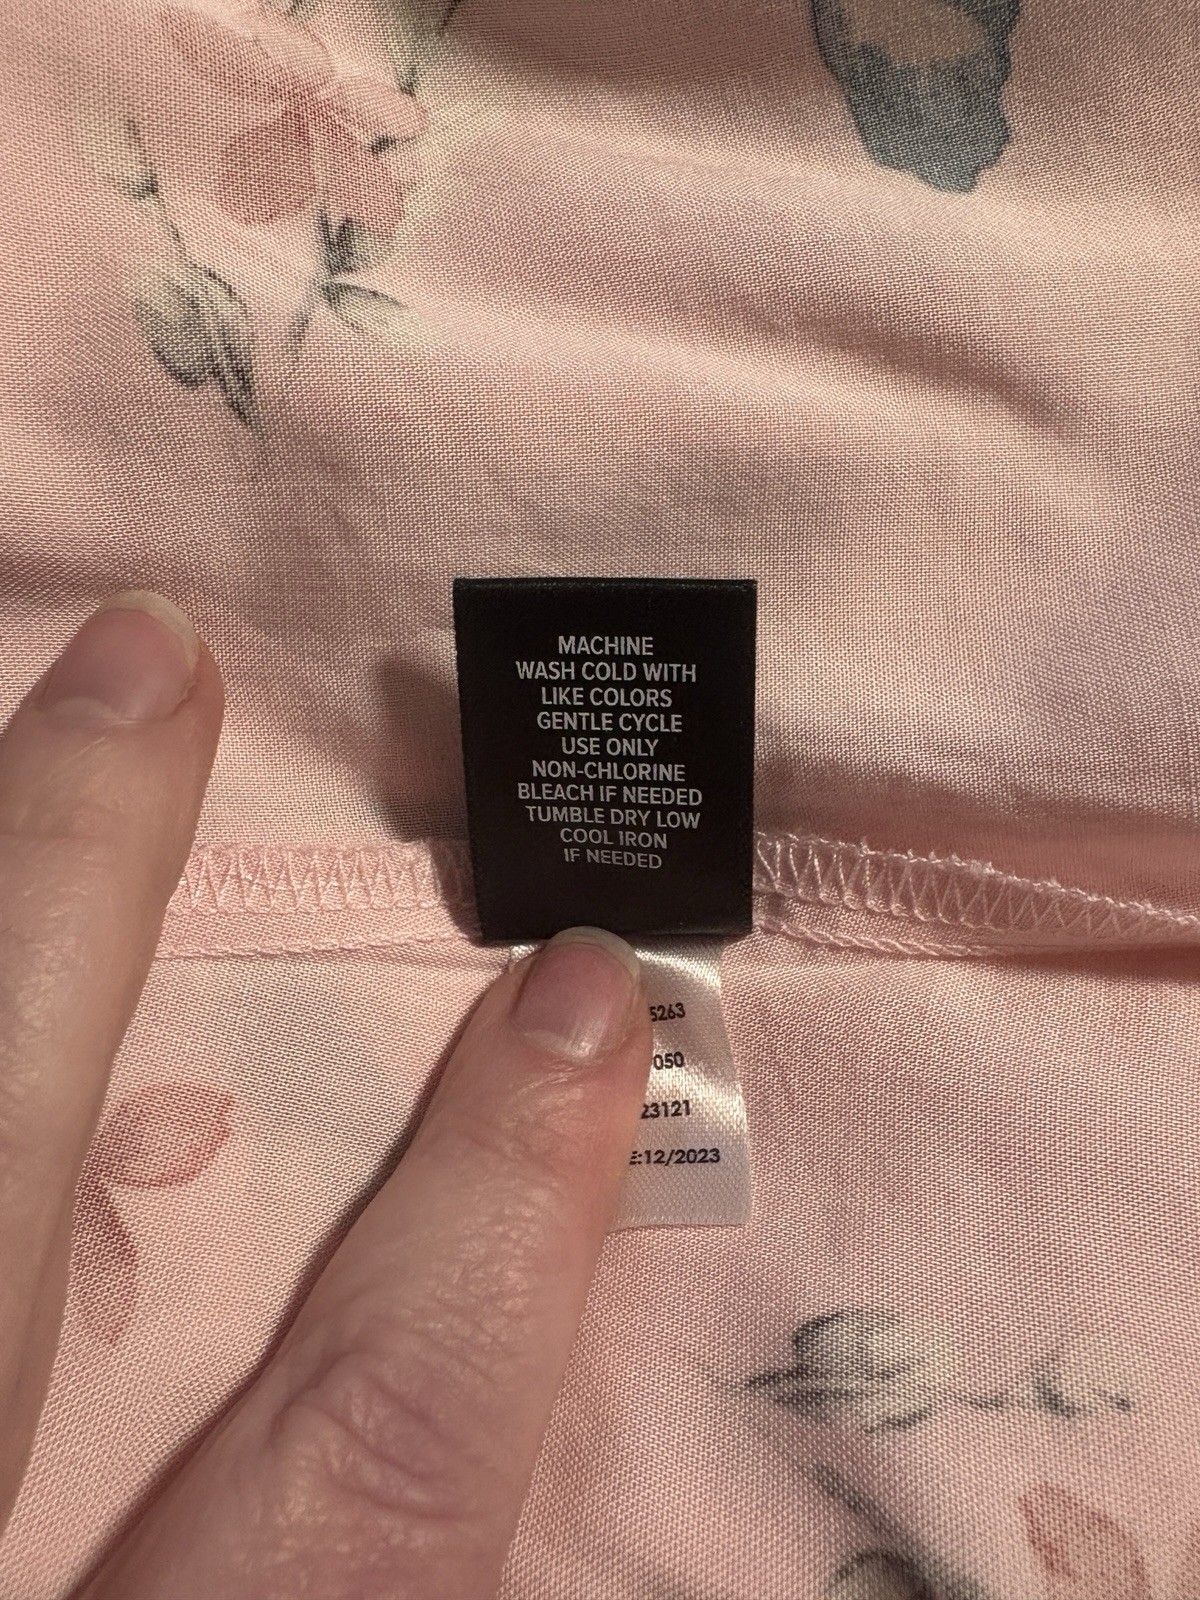 MACHINE
WASH COLD WITH
LIKE COLORS
GENTLE CYCLE
USE ONLY
NON-CHLORINE
BLEACH IF NEEDED
TUMBLE DRY LOW
COOL IRON
IF NEEDED
5263
050
23121
E:12/2023